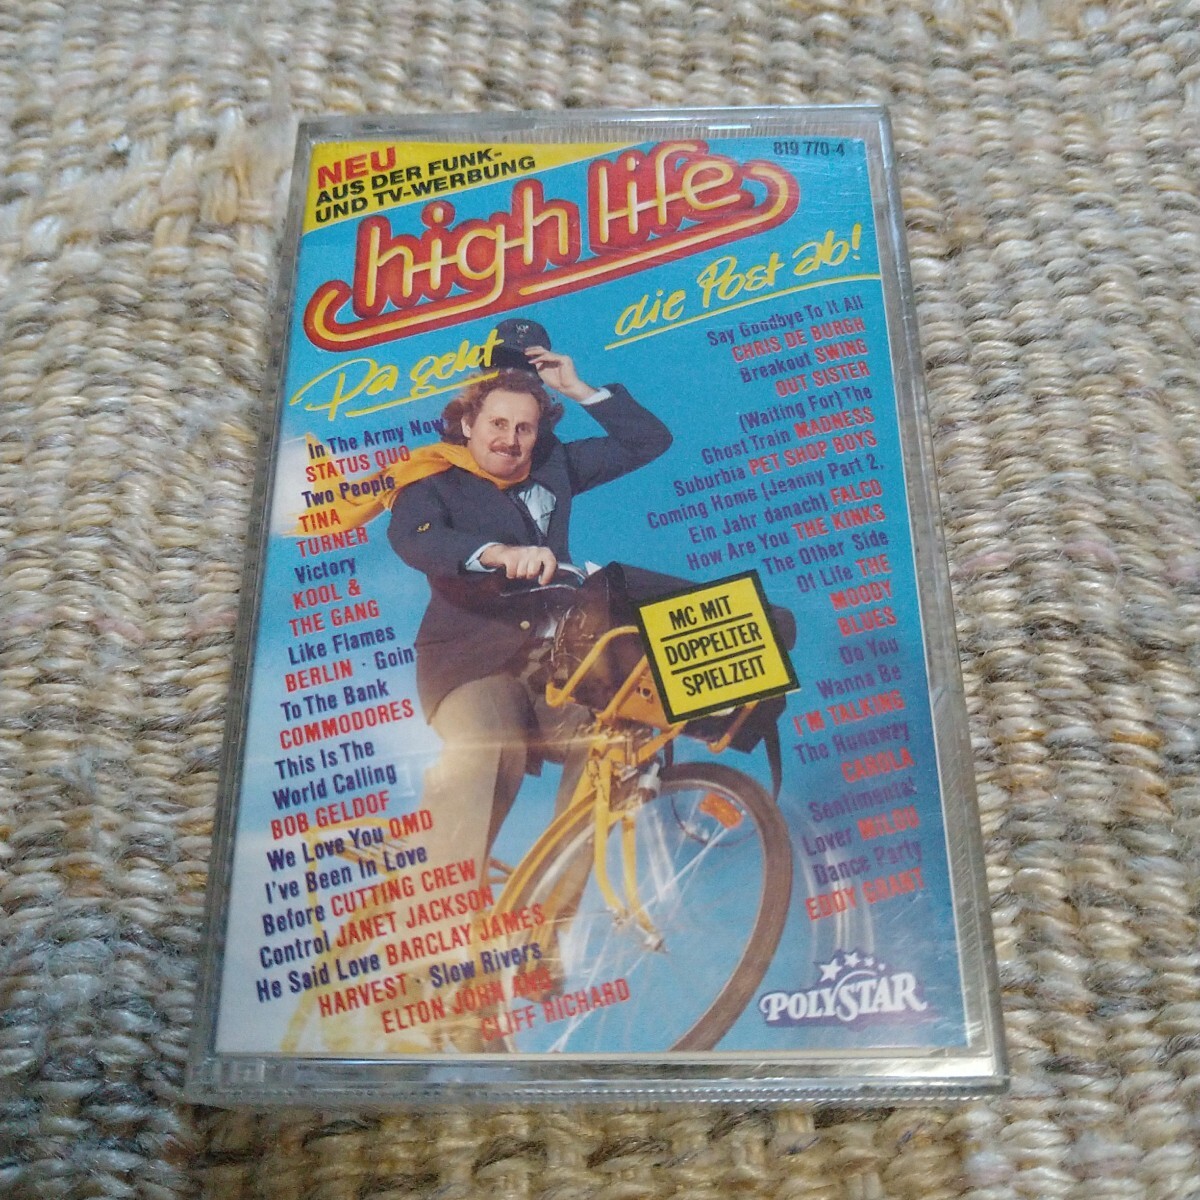 NEU
AUS DER FUNK-
UND TV-WERBUNG
819 770-4
high life
Da geht
die Post ab!
In The Army Now
STATUS QUO
Two People
TINA
TURNER
Victory
KOOL &
THE GANG
Like Flames
BERLIN · Goin'
To The Bank
COMMODORES
This Is The
World Calling
BOB GELDOF
We Love You OMD
I've Been In Love
Before CUTTING CREW
Control JANET JACKSON
He Said Love BARCLAY JAMES
HARVEST · Slow Rivers
ELTON JOHN AND
CLIFF RICHARD
Say Goodbye To It All
CHRIS DE BURGH
Breakout SWING
OUT SISTER
(Waiting For) The
Ghost Train MADNESS
Suburbia PET SHOP BOYS
Coming Home (Jeanny Part 2,
Ein Jahr danach) FALCO
How Are You THE KINKS
The Other Side
Of Life THE
MOODY
BLUES
Do You
Wanna Be
I'M TALKING
The Runaway
CAROLA
Sentimental
Lover MILOU
Dance Party
EDDY GRANT
MC MIT
DOPPELTER
SPIELZEIT
POLYSTAR